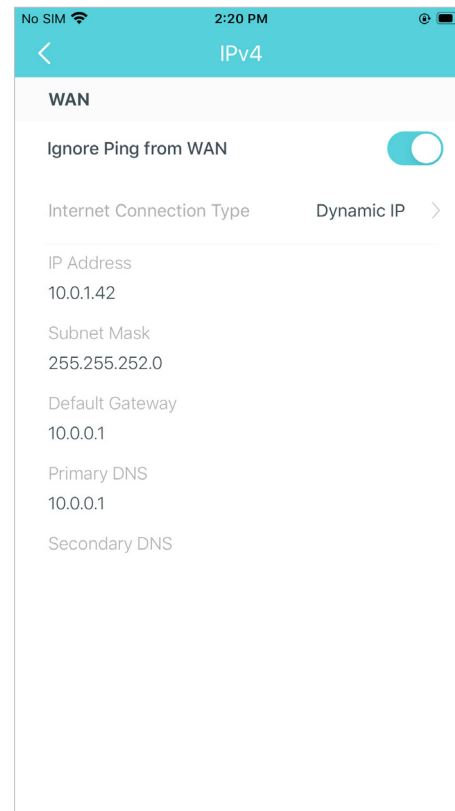 No SIM 2:20 PM
IPv4
WAN
Ignore Ping from WAN
Internet Connection Type Dynamic IP
IP Address
10.0.1.42
Subnet Mask
255.255.252.0
Default Gateway
10.0.0.1
Primary DNS
10.0.0.1
Secondary DNS